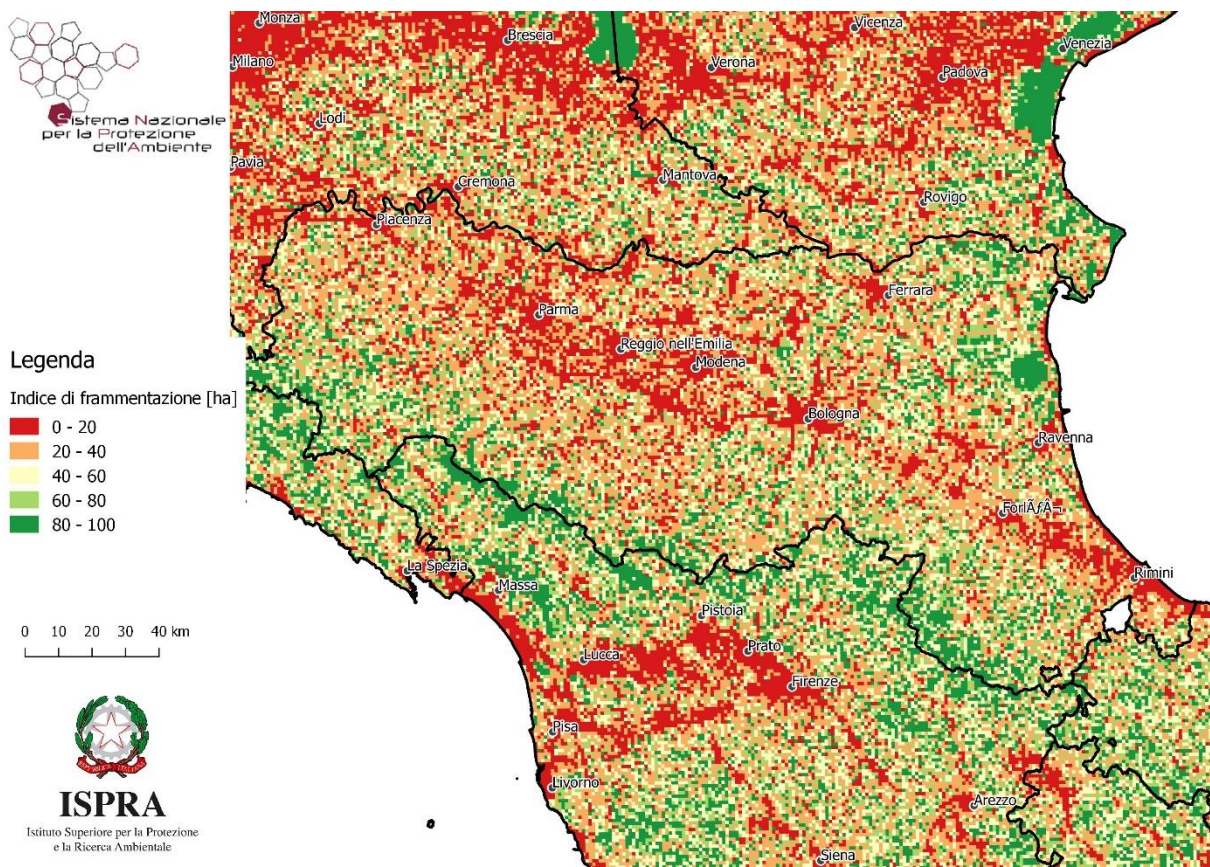 Sistema Nazionale
per la Protezione
dell'Ambiente
Legenda
Indice di frammentazione [ha]
0 - 20
20 - 40
40 - 60
60 - 80
80 - 100
0 10 20 30 40 km
REPVBBLICA ITALIANA
ISPRA
Istituto Superiore per la Protezione
e la Ricerca Ambientale
Monza
Brescia
Vicenza
Venezia
Milano
Verona
Padova
Lodi
Pavia
Cremona
Mantova
Rovigo
Piacenza
Ferrara
Parma
Reggio nell'Emilia
Modena
Bologna
Ravenna
ForlÃƒÂ¬
La Spezia
Massa
Rimini
Pistoia
Prato
Lucca
Firenze
Pisa
Livorno
Arezzo
Siena